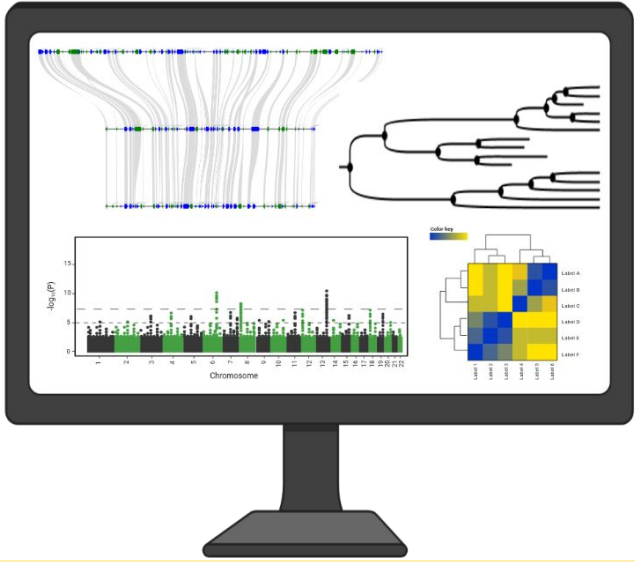 15
10
5
0
-log₁₀(P)
1 2 3 4 5 6 7 8 9 10 11 12 13 14 15 16 17 18 19 20 21 22
Chromosome
Color key
Label A
Label B
Label C
Label D
Label E
Label F
Label 1 Label 2 Label 3 Label 4 Label 5 Label 6